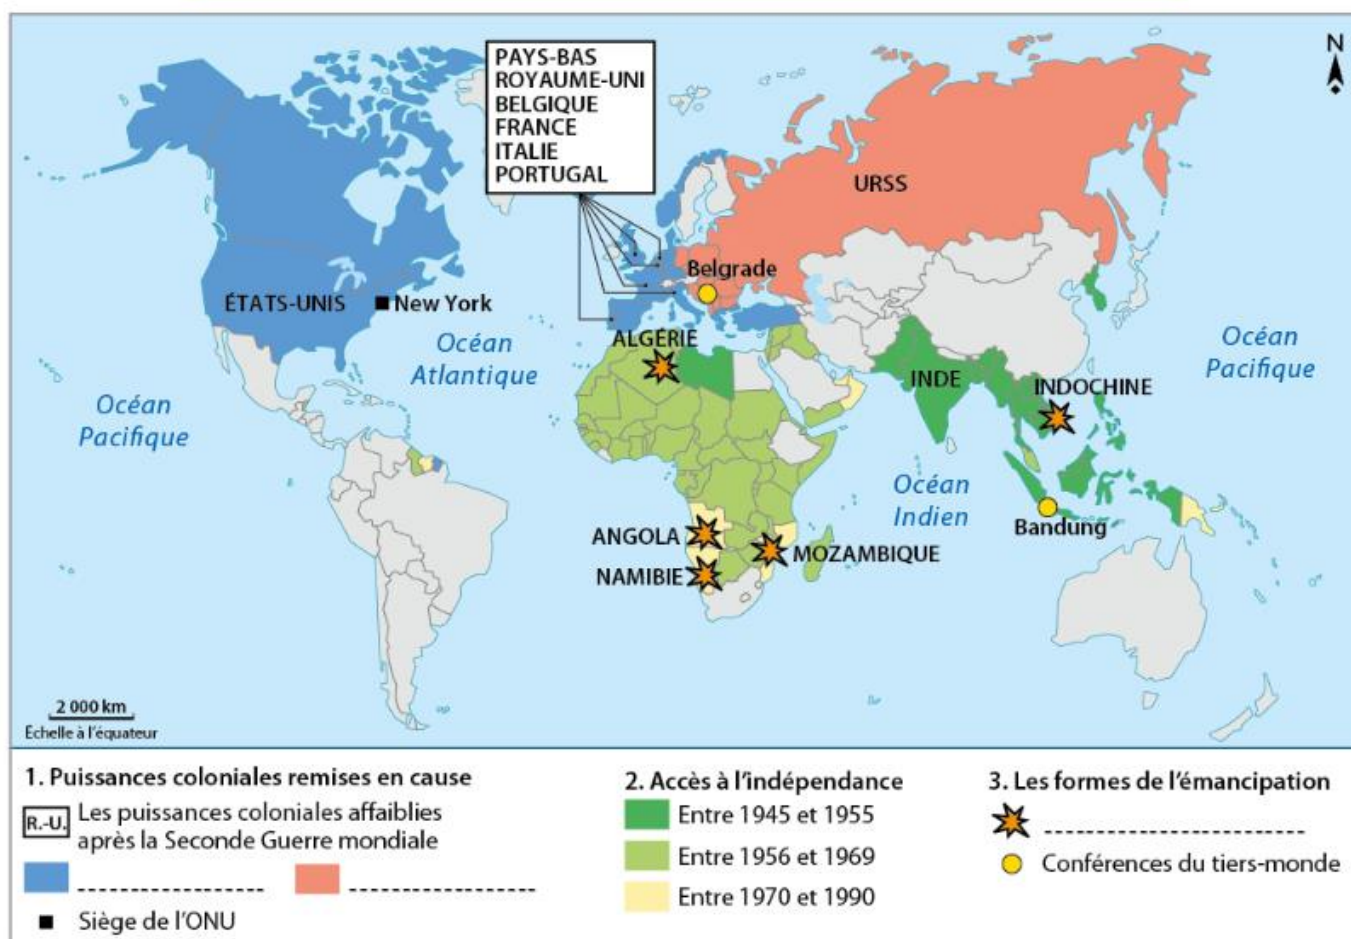 PAYS-BAS
ROYAUME-UNI
BELGIQUE
FRANCE
ITALIE
PORTUGAL
N
URSS
Belgrade
ÉTATS-UNIS
New York
ALGÉRIE
Océan
Atlantique
Océan
Pacifique
INDE
INDOCHINE
Océan
Pacifique
Océan
Indien
Bandung
ANGOLA
MOZAMBIQUE
NAMIBIE
2 000 km
Échelle à l'équateur
1. Puissances coloniales remises en cause
R.-U. Les puissances coloniales affaiblies
après la Seconde Guerre mondiale
Siège de l'ONU
2. Accès à l'indépendance
Entre 1945 et 1955
Entre 1956 et 1969
Entre 1970 et 1990
3. Les formes de l'émancipation
Conférences du tiers-monde